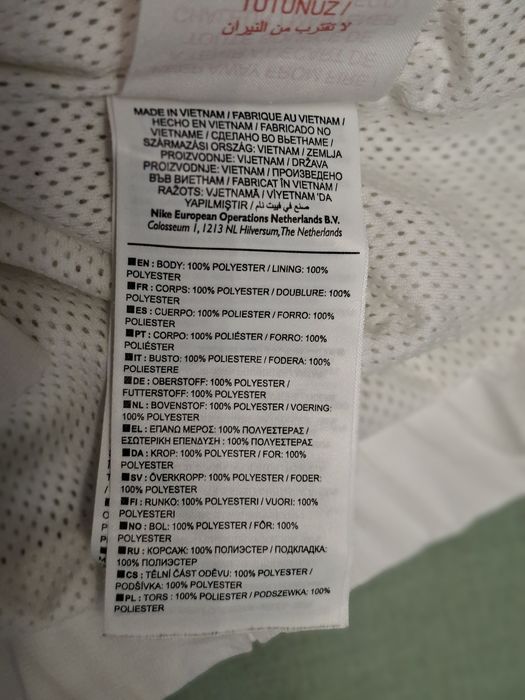 TUTUNUZ /
لا تقترب من النيران
MADE IN VIETNAM / FABRIQUE AU VIETNAM /
HECHO EN VIETNAM / FABRICADO NO
VIETNAME / СДЕЛАНО ВО ВЬЕТНАМЕ /
SZÁRMAZÁSI ORSZÁG: VIETNAM / ZEMLJA
PROIZVODNJE: VIJETNAM / DRŽAVA
PROIZVODNJE: VIETNAM / ПРОИЗВЕДЕНО
ВЪВ ВИЕТНАМ / FABRICAT ÎN VIETNAM /
RAŽOTS: VJETNAMĀ / VİYETNAM 'DA
YAPILMIŞTIR / صنع في فييت نام
Nike European Operations Netherlands B.V.
Colosseum 1, 1213 NL Hilversum, The Netherlands
■EN : BODY: 100% POLYESTER / LINING: 100%
POLYESTER
■FR : CORPS: 100% POLYESTER / DOUBLURE: 100%
POLYESTER
■ES : CUERPO: 100% POLIESTER / FORRO: 100%
POLIESTER
■PT : CORPO: 100% POLIÉSTER / FORRO: 100%
POLIÉSTER
■IT : BUSTO: 100% POLIESTERE / FODERA: 100%
POLIESTERE
■DE : OBERSTOFF: 100% POLYESTER /
FUTTERSTOFF: 100% POLYESTER
■NL : BOVENSTOF: 100% POLYESTER / VOERING:
100% POLYESTER
■EL : ΕΠΑΝΩ ΜΕΡΟΣ: 100% ΠΟΛΥΕΣΤΕΡΑΣ /
ΕΣΩΤΕΡΙΚΗ ΕΠΕΝΔΥΣΗ : 100% ΠΟΛΥΕΣΤΕΡΑΣ
■DA : KROP: 100% POLYESTER / FOR: 100%
POLYESTER
■SV : ÖVERKROPP: 100% POLYESTER / FODER:
100% POLYESTER
■FI : RUNKO: 100% POLYESTERI / VUORI: 100%
POLYESTERI
■NO : BOL: 100% POLYESTER / FÔR: 100%
POLYESTER
■RU : КОРСАЖ: 100% ПОЛИЭСТЕР / ПОДКЛАДКА:
100% ПОЛИЭСТЕР
■CS : TĚLNÍ ČÁST ODĚVU: 100% POLYESTER /
PODŠÍVKA: 100% POLYESTER
■PL : TORS : 100% POLIESTER / PODSZEWKA: 100%
POLIESTER